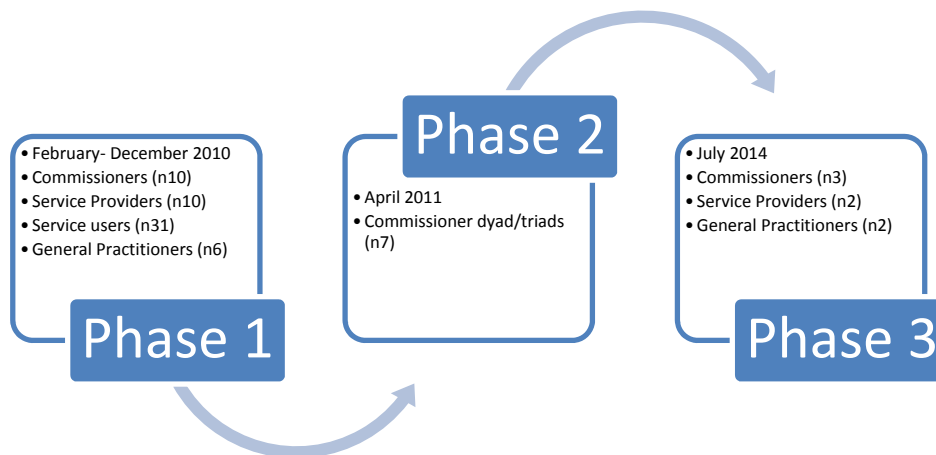 • February- December 2010
• Commissioners (n10)
• Service Providers (n10)
• Service users (n31)
• General Practitioners (n6)
Phase 1
Phase 2
• April 2011
• Commissioner dyad/triads
(n7)
• July 2014
• Commissioners (n3)
• Service Providers (n2)
• General Practitioners (n2)
Phase 3